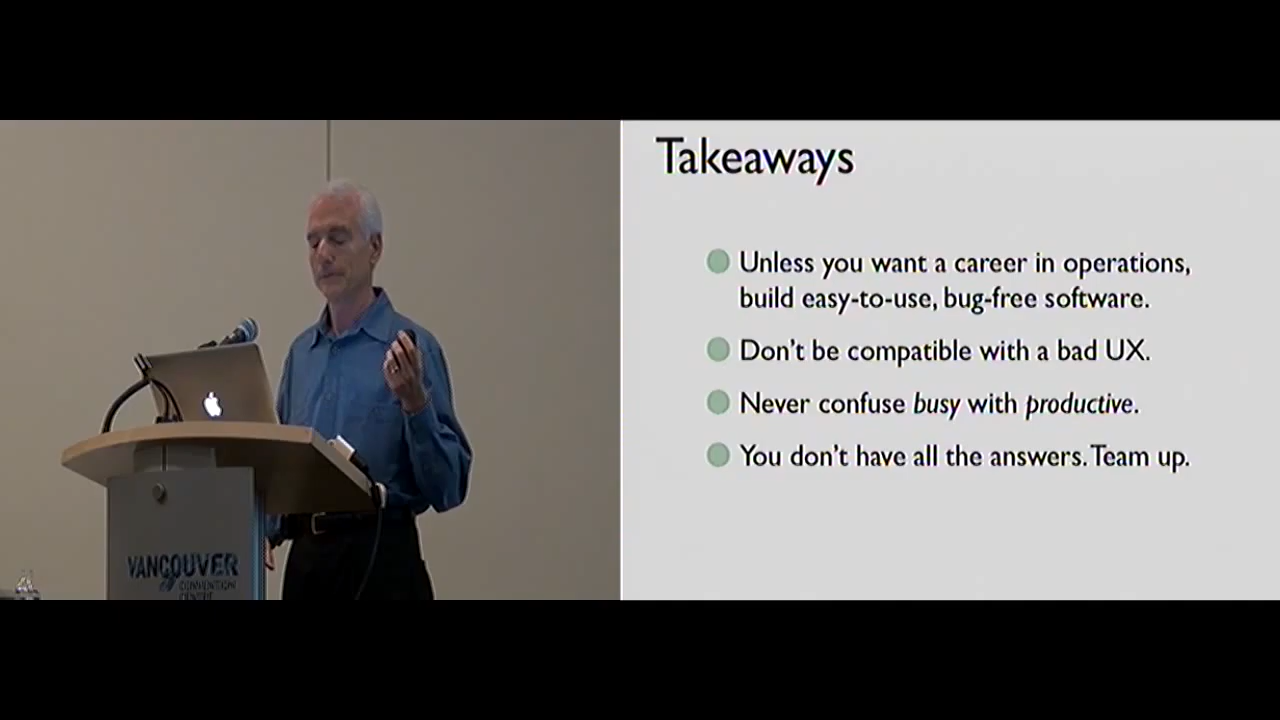 Takeaways
Unless you want a career in operations,
build easy-to-use, bug-free software.
Don't be compatible with a bad UX.
Never confuse busy with productive.
You don't have all the answers. Team up.
VANCOUVER
CONVENTION
CENTRE